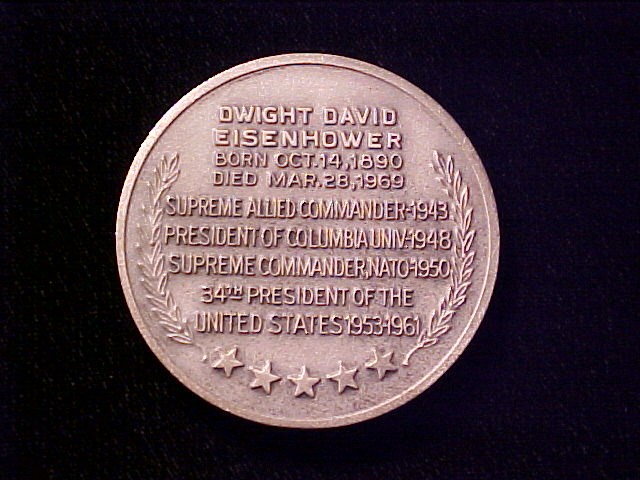 DWIGHT DAVID
EISENHOWER
BORN OCT.14,1890
DIED MAR.28,1969
SUPREME ALLIED COMMANDER-1943
PRESIDENT OF COLUMBIA UNIV.-1948
SUPREME COMMANDER,NATO-1950
34TH PRESIDENT OF THE
UNITED STATES 1953-1961